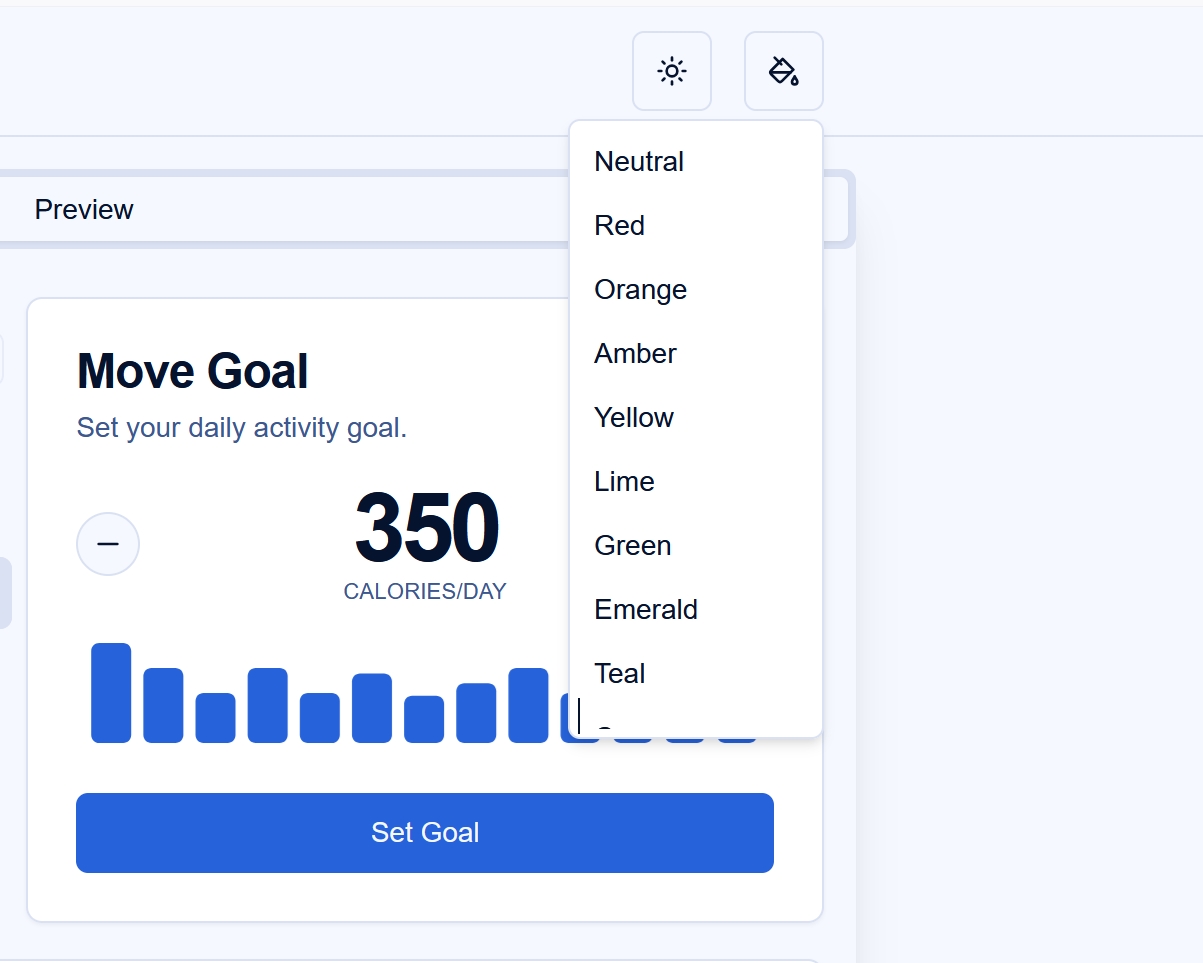 Neutral
Preview
Red
Orange
Move Goal
Amber
Set your daily activity goal.
Yellow
350
Lime
CALORIES/DAY
Green
Emerald
Teal
Set Goal